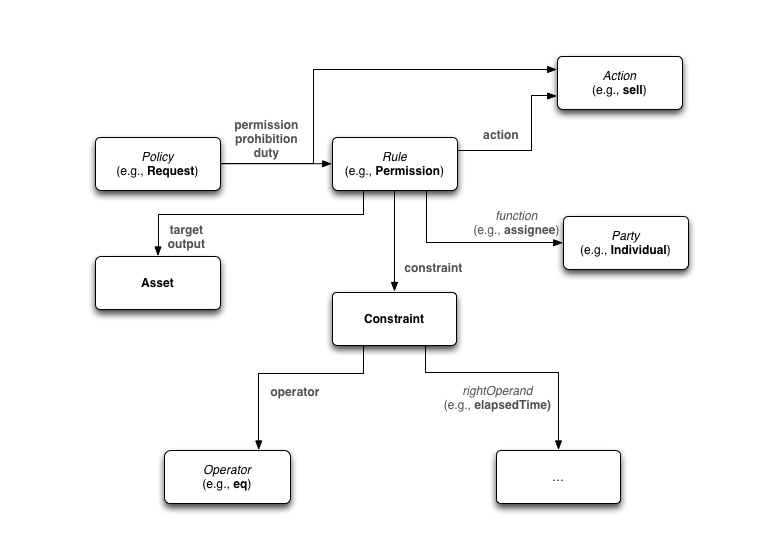 Action
(e.g., sell)
permission
prohibition
duty
action
Policy
(e.g., Request)
Rule
(e.g., Permission)
function
(e.g., assignee)
Party
(e.g., Individual)
target
output
Asset
constraint
Constraint
operator
rightOperand
(e.g., elapsedTime)
Operator
(e.g., eq)
...